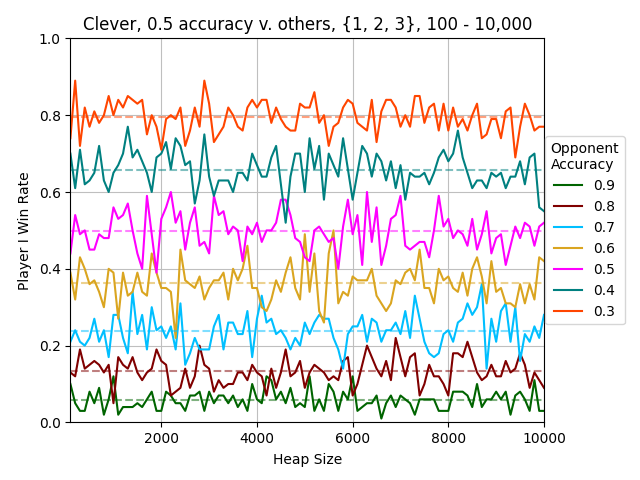 Clever, 0.5 accuracy v. others, {1, 2, 3}, 100 - 10,000
1.0
0.8
0.6
0.4
0.2
0.0
Player I Win Rate
2000 4000 6000 8000 10000
Heap Size
Opponent
Accuracy
0.9
0.8
0.7
0.6
0.5
0.4
0.3